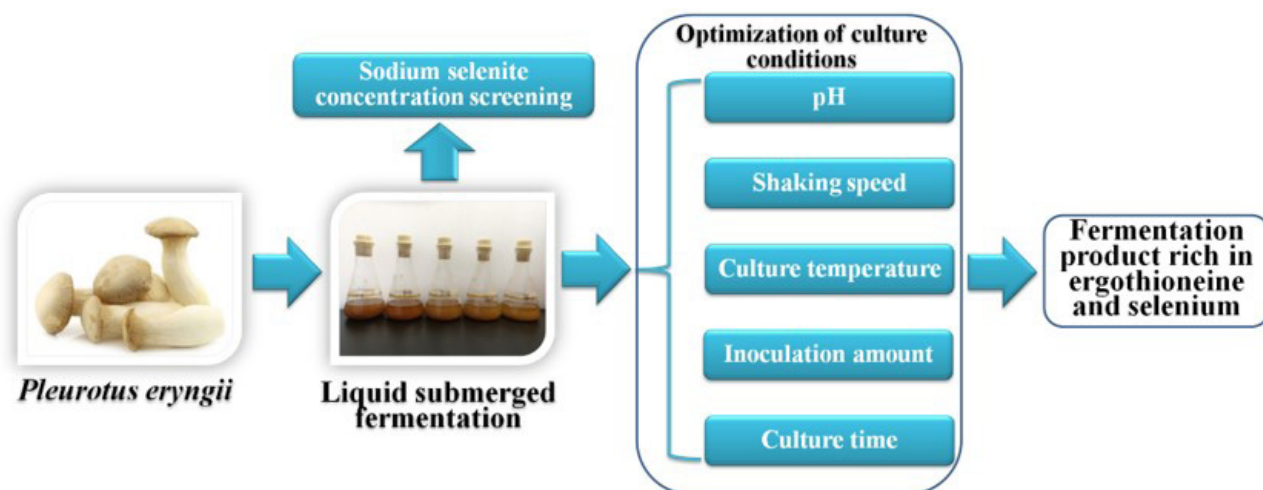 Sodium selenite
concentration screening
Pleurotus eryngii
Liquid submerged
fermentation
Optimization of culture
conditions
pH
Shaking speed
Culture temperature
Inoculation amount
Culture time
Fermentation
product rich in
ergothioneine
and selenium